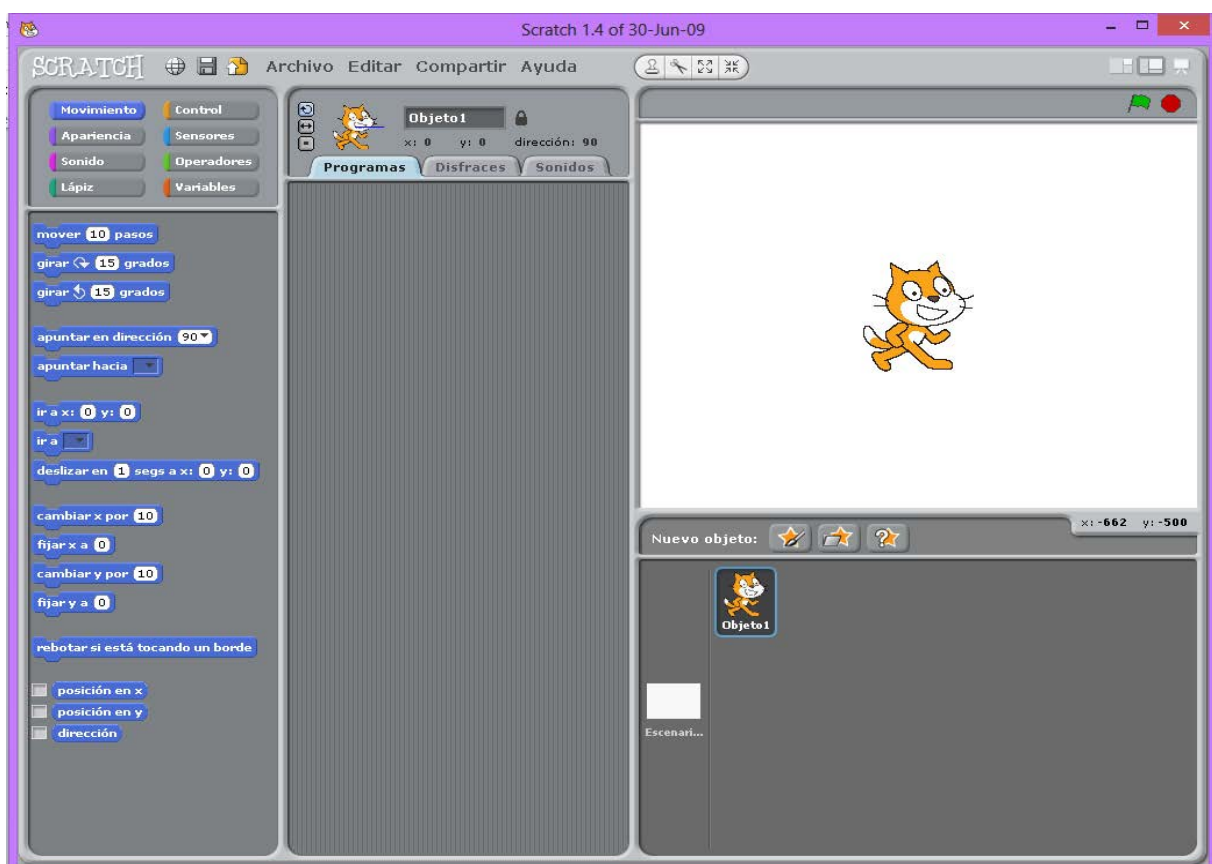 Scratch 1.4 of 30-Jun-09
SCRATCH Archivo Editar Compartir Ayuda
Movimiento Control
Apariencia Sensores
Sonido Operadores
Lápiz Variables
mover 10 pasos
girar 15 grados
girar 15 grados
apuntar en dirección 90
apuntar hacia
ir a x: 0 y: 0
ir a
deslizar en 1 segs a x: 0 y: 0
cambiar x por 10
fijar x a 0
cambiar y por 10
fijar y a 0
rebotar si está tocando un borde
posición en x
posición en y
dirección
Objeto1
x: 0 y: 0 dirección: 90
Programas Disfraces Sonidos
x: -662 y: -500
Nuevo objeto:
Objeto1
Escenari...